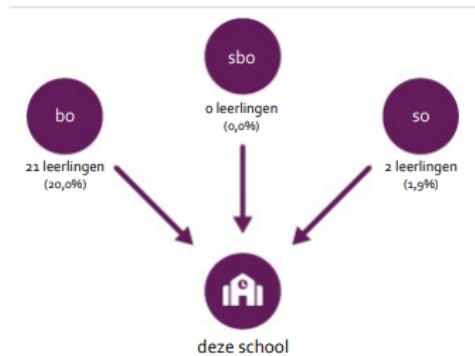 sbo
0 leerlingen
(0,0%)
bo
21 leerlingen
(20,0%)
so
2 leerlingen
(1,9%)
deze school